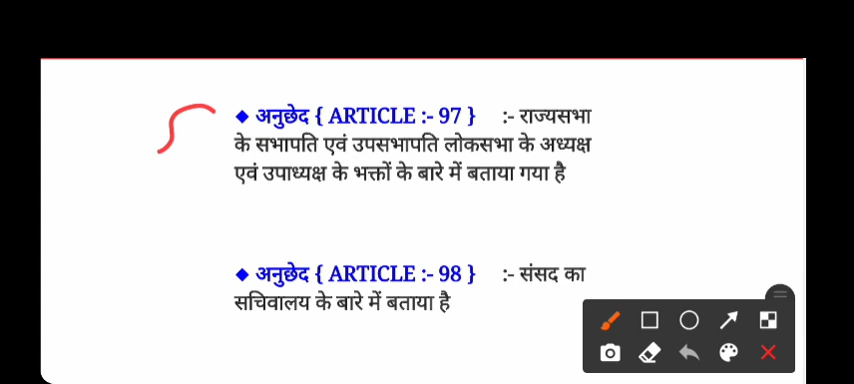 ◆ अनुछेद { ARTICLE :- 97 } :- राज्यसभा
के सभापति एवं उपसभापति लोकसभा के अध्यक्ष
एवं उपाध्यक्ष के भक्तों के बारे में बताया गया है
◆ अनुछेद { ARTICLE :- 98 } :- संसद का
सचिवालय के बारे में बताया है